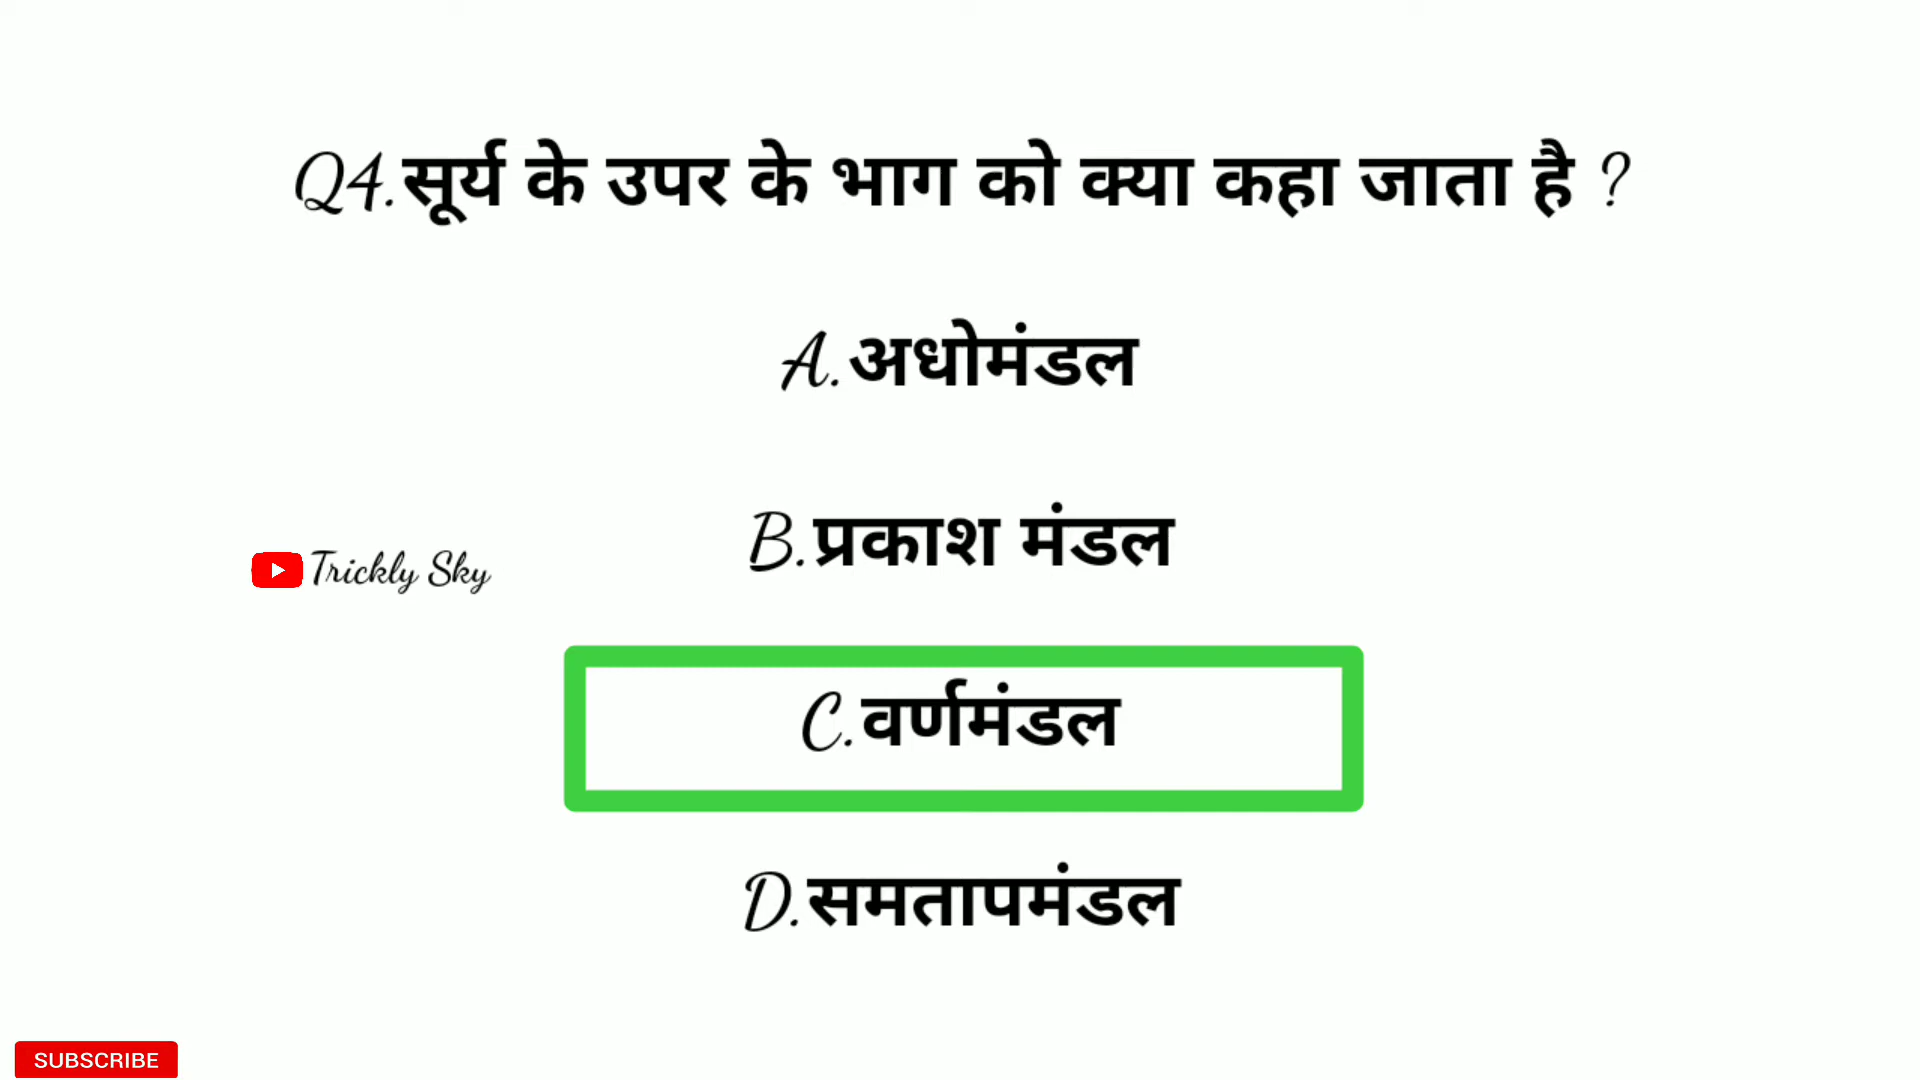 Q4.सूर्य के उपर के भाग को क्या कहा जाता है ?
A.अधोमंडल
B.प्रकाश मंडल
Trickly Sky
C.वर्णमंडल
D.समतापमंडल
SUBSCRIBE